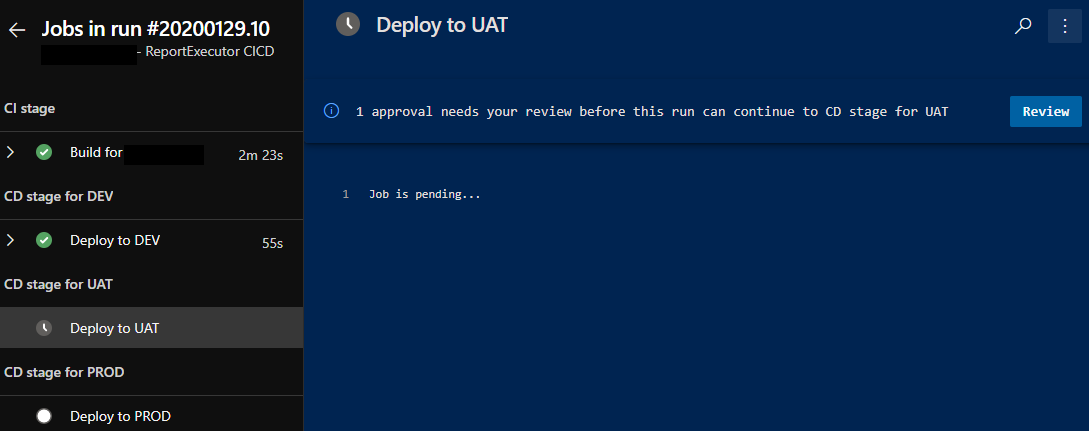 Jobs in run #20200129.10
- ReportExecutor CICD
CI stage
Build for
2m 23s
CD stage for DEV
Deploy to DEV
55s
CD stage for UAT
Deploy to UAT
CD stage for PROD
Deploy to PROD
Deploy to UAT
1 approval needs your review before this run can continue to CD stage for UAT
Review
1 Job is pending...